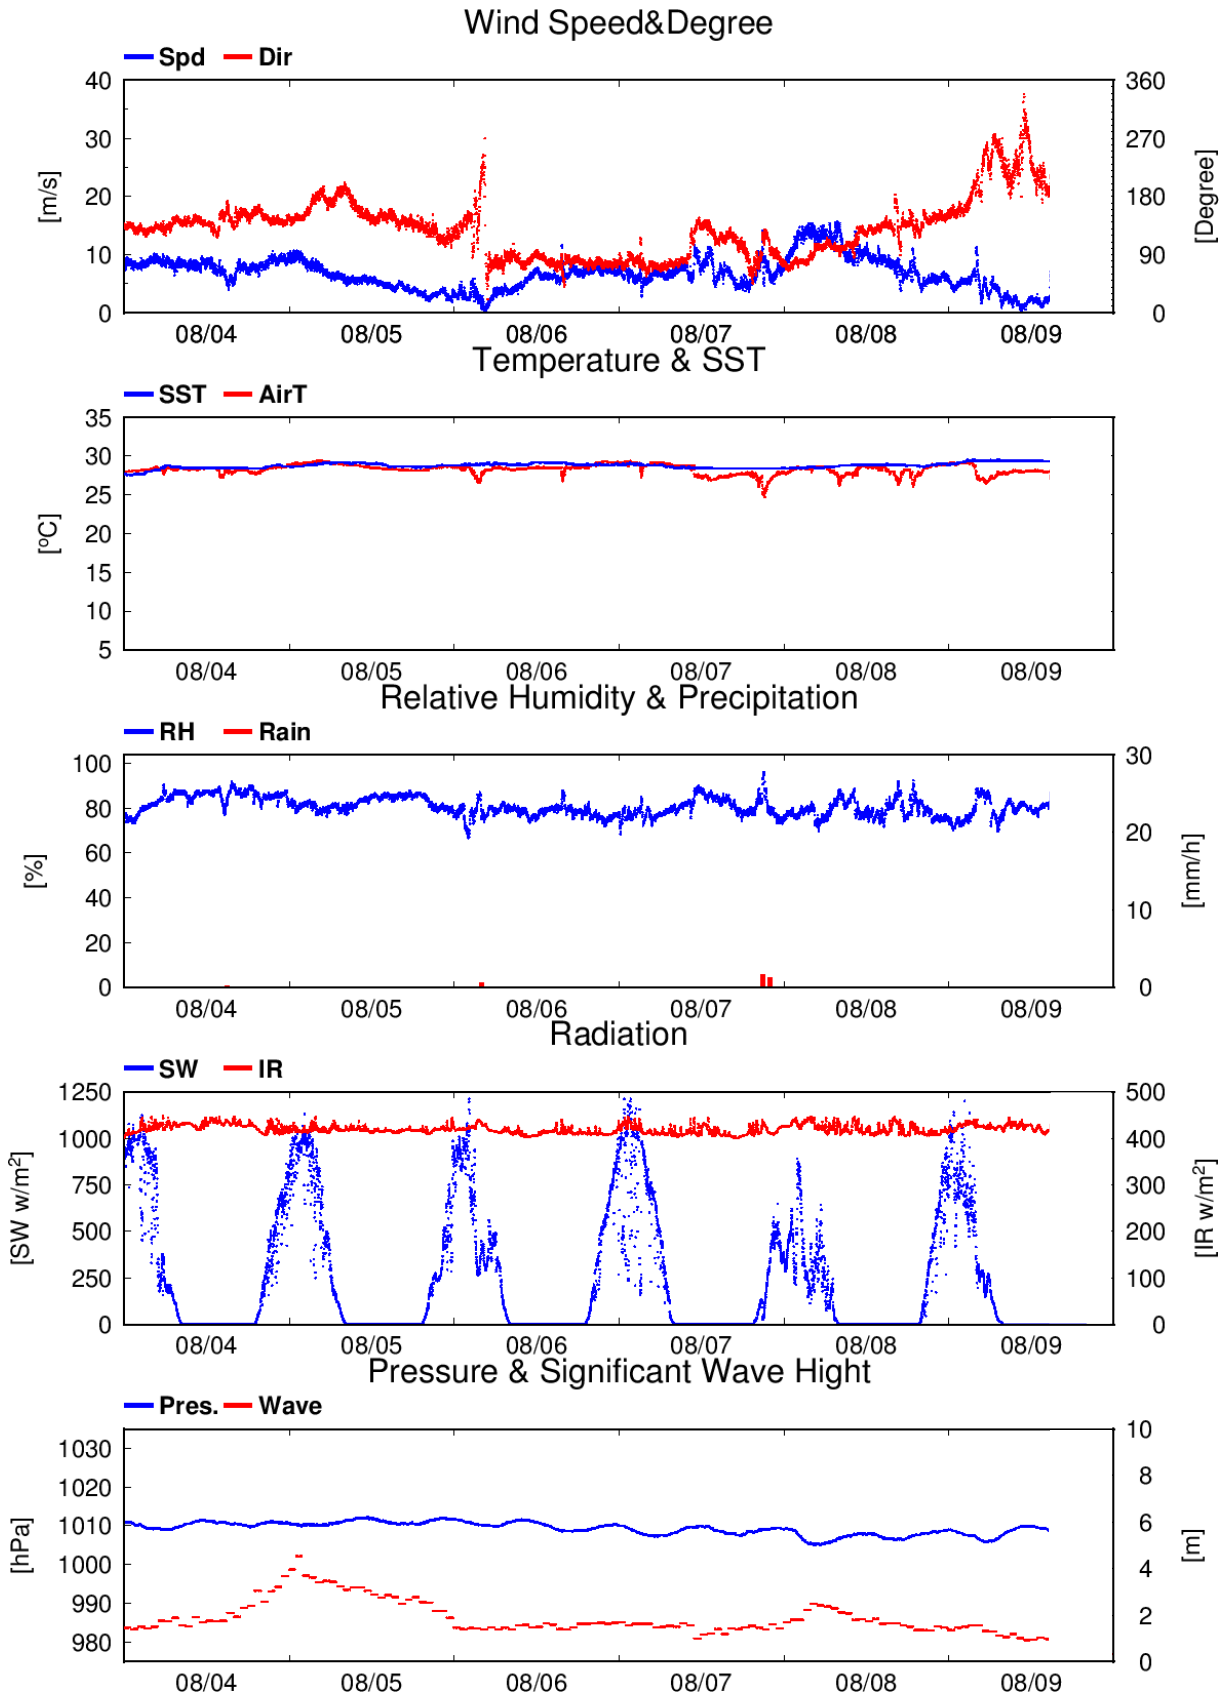 Wind Speed&Degree
Spd Dir
40 360
30 270
20 180
10 90
0 0
[m/s] [Degree]
08/04 08/05 08/06 08/07 08/08 08/09
Temperature & SST
SST AirT
35
30
25
20
15
10
5
[ºC]
08/04 08/05 08/06 08/07 08/08 08/09
Relative Humidity & Precipitation
RH Rain
100 30
80 20
60
40 10
20
0 0
[%] [mm/h]
08/04 08/05 08/06 08/07 08/08 08/09
Radiation
SW IR
1250 500
1000 400
750 300
500 200
250 100
0 0
[SW w/m²] [IR w/m²]
08/04 08/05 08/06 08/07 08/08 08/09
Pressure & Significant Wave Hight
Pres. Wave
1030 10
1020 8
1010 6
1000 4
990 2
980 0
[hPa] [m]
08/04 08/05 08/06 08/07 08/08 08/09